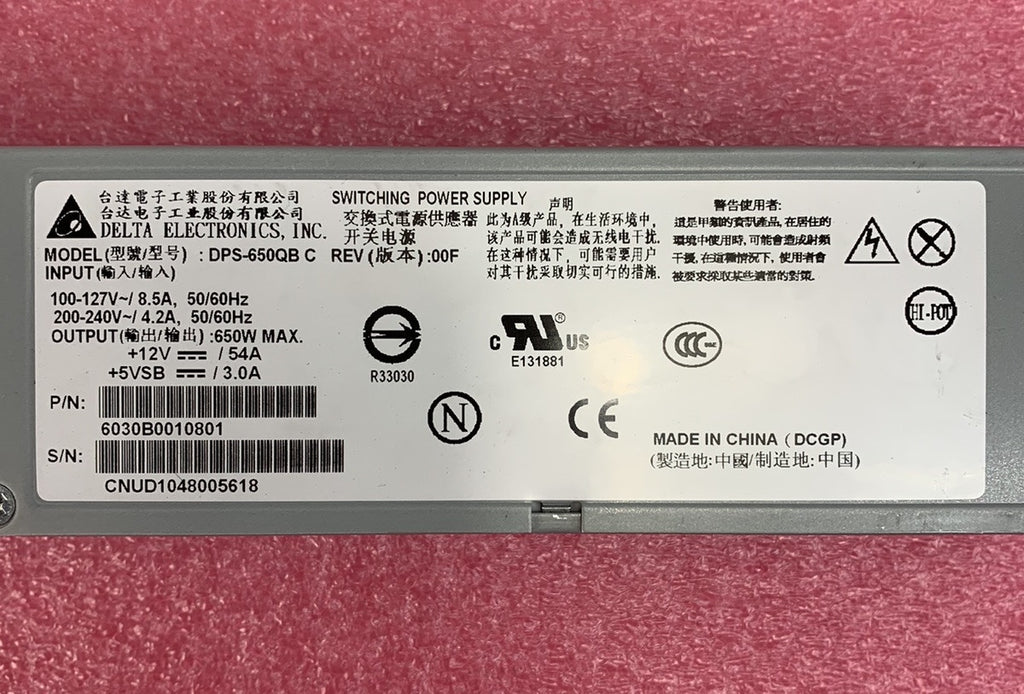 台達電子工業股份有限公司
台达电子工业股份有限公司
DELTA ELECTRONICS, INC.
SWITCHING POWER SUPPLY
交換式電源供應器
开关电源
MODEL(型號/型号) : DPS-650QB C REV (版本):00F
INPUT(輸入/输入)
100-127V~/ 8.5A, 50/60Hz
200-240V~/ 4.2A, 50/60Hz
OUTPUT(輸出/输出) :650W MAX.
+12V ⎓ / 54A
+5VSB ⎓ / 3.0A
P/N:
6030B0010801
S/N:
CNUD1048005618
声明
此为A级产品, 在生活环境中,
该产品可能会造成无线电干扰.
在这种情况下, 可能需要用户
对其干扰采取切实可行的措施.
警告使用者:
這是甲類的資訊產品, 在居住的
環境中使用時, 可能會造成射頻
干擾, 在這種情況下, 使用者會
被要求採取某些適當的對策.
HI-POT
R33030
c RU ® US
E131881
CCC
N
CE
MADE IN CHINA (DCGP)
(製造地:中國/制造地:中国)